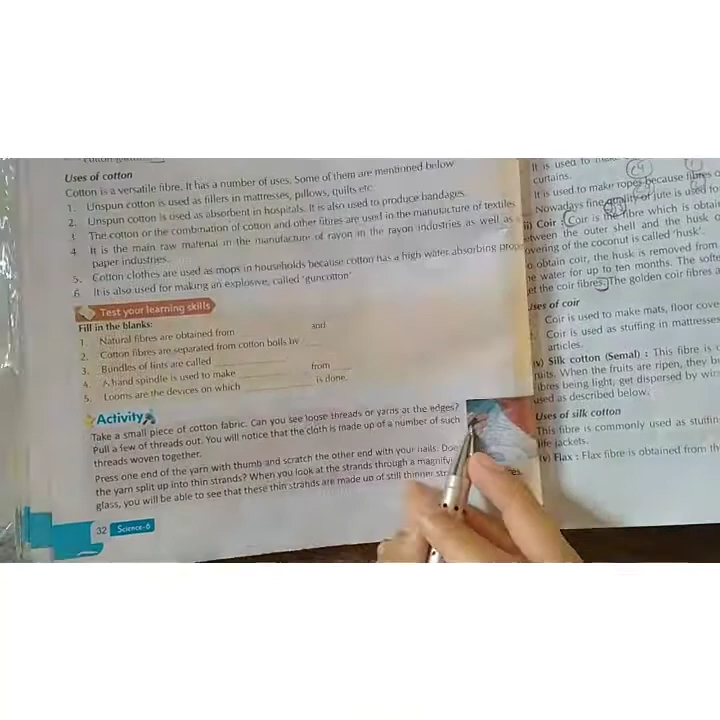 Uses of cotton
Cotton is a versatile fibre. It has a number of uses. Some of them are mentioned below
1. Unspun cotton is used as fillers in mattresses, pillows, quilts etc.
2. Unspun cotton is used as absorbent in hospitals. It is also used to produce bandages.
3. The cotton or the combination of cotton and other fibres are used in the manufacture of textiles
4. It is the main raw material in the manufacture of rayon in the rayon industries as well as
paper industries.
5. Cotton clothes are used as mops in households because cotton has a high water absorbing
6. It is also used for making an explosive, called 'guncotton'
Test your learning skills
Fill in the blanks:
1. Natural fibres are obtained from ________ and
2. Cotton fibres are separated from cotton bolls by
3. Bundles of lints are called ________
4. A hand spindle is used to make ________ from ________
5. Looms are the devices on which ________ is done.
Activity
Take a small piece of cotton fabric. Can you see loose threads or yarns at the edges?
Pull a few of threads out. You will notice that the cloth is made up of a number of such
threads woven together.
Press one end of the yarn with thumb and scratch the other end with your nails.
the yarn split up into thin strands? When you look at the strands through a
glass, you will be able to see that these thin strands are made up of still thinner
32 Science-6
It is used to
curtains.
It is used to make ropes because fibres
Nowadays fine quality of jute is used to
Coir : Coir is the fibre which is
between the outer shell and the husk
covering of the coconut is called 'husk'.
to obtain coir, the husk is removed from
water for up to ten months. The
get the coir fibres. The golden coir fibres
Uses of coir
Coir is used to make mats, floor
Coir is used as stuffing in mattresses
articles.
Silk cotton (Semal) : This fibre is
fruits. When the fruits are ripen, they
fibres being light, get dispersed by
used as described below.
Uses of silk cotton
This fibre is commonly used as
life jackets.
(v) Flax : Flax fibre is obtained from